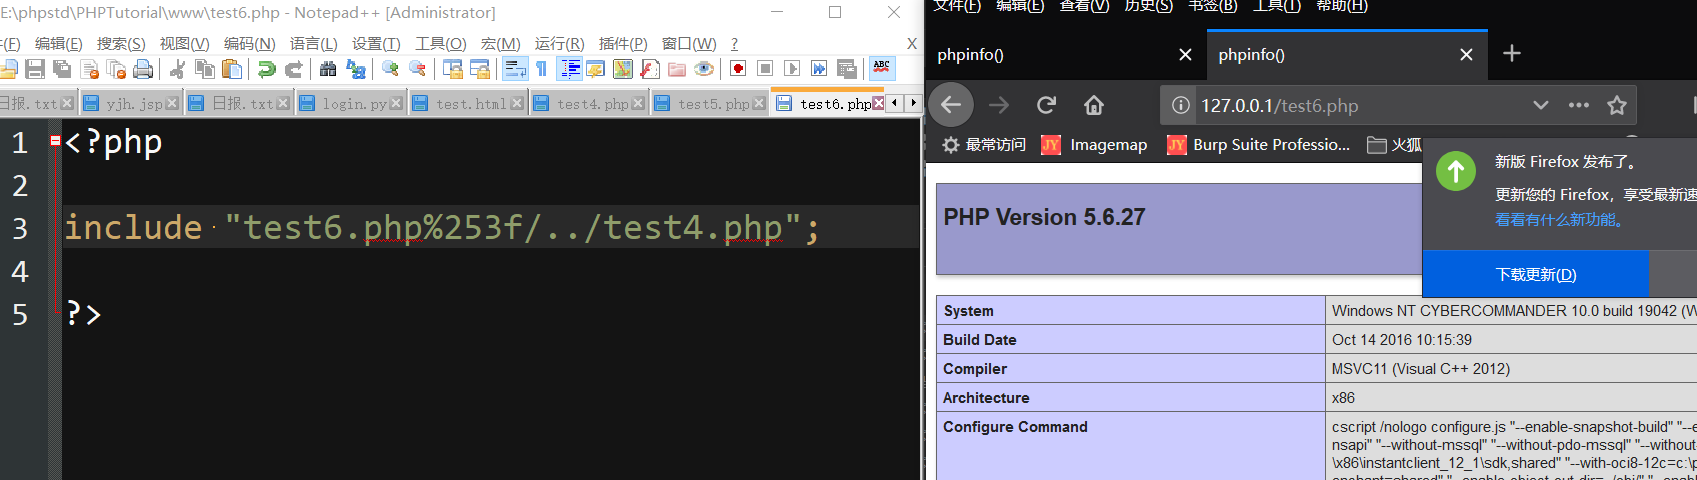 E:\phpstd\PHPTutorial\www\test6.php - Notepad++ [Administrator]
(F) 编辑(E) 搜索(S) 视图(V) 编码(N) 语言(L) 设置(T) 工具(O) 宏(M) 运行(R) 插件(P) 窗口(W) ? X
日报.txt yjh.jsp 日报.txt login.py test.html test4.php test5.php test6.php
1 <?php
2
3 include "test6.php%253f/../test4.php";
4
5 ?>
文件(F) 编辑(E) 查看(V) 历史(S) 书签(B) 工具(T) 帮助(H)
phpinfo() phpinfo()
127.0.0.1/test6.php
最常访问 JY Imagemap JY Burp Suite Professio... 火狐
新版 Firefox 发布了。
更新您的 Firefox，享受最新速
看看有什么新功能。
下载更新(D)
PHP Version 5.6.27
System Windows NT CYBERCOMMANDER 10.0 build 19042 (W
Build Date Oct 14 2016 10:15:39
Compiler MSVC11 (Visual C++ 2012)
Architecture x86
Configure Command cscript /nologo configure.js "--enable-snapshot-build" "--e
nsapi" "--without-mssql" "--without-pdo-mssql" "--without-
\x86\instantclient_12_1\sdk,shared" "--with-oci8-12c=c:\p